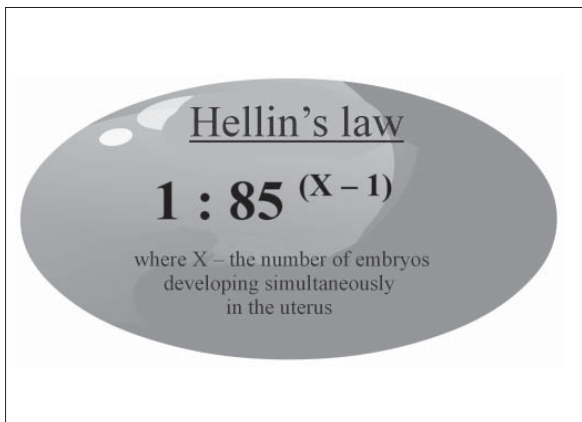 Hellin's law
1 : 85 (X – 1)
where X – the number of embryos
developing simultaneously
in the uterus